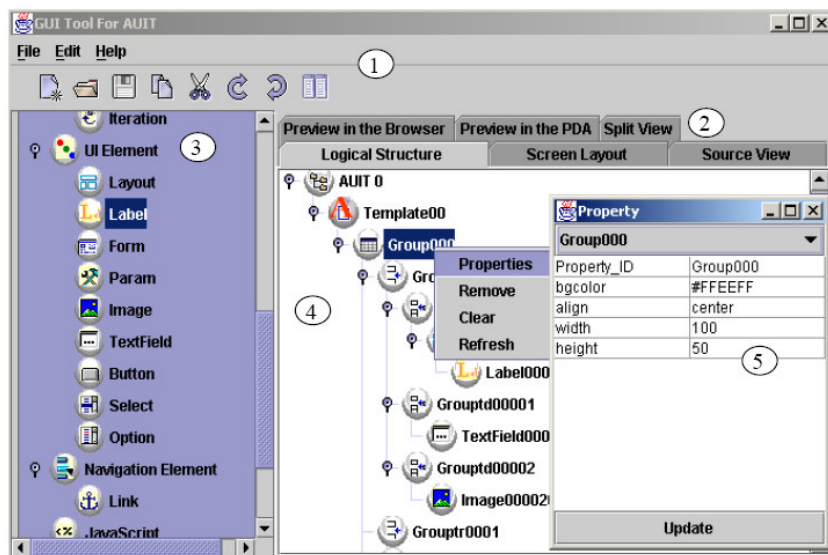 GUI Tool For AUIT
File Edit Help
1
Iteration
UI Element
3
Layout
Label
Form
Param
Image
TextField
Button
Select
Option
Navigation Element
Link
JavaScript
Preview in the Browser Preview in the PDA Split View
2
Logical Structure Screen Layout Source View
AUIT 0
Template00
Group000
4
Label000
Grouptd00001
TextField000
Grouptd00002
Image00002
Grouptr0001
Properties
Remove
Clear
Refresh
Property
Group000
Property_ID Group000
bgcolor #FFEEFF
align center
width 100
height 50
5
Update